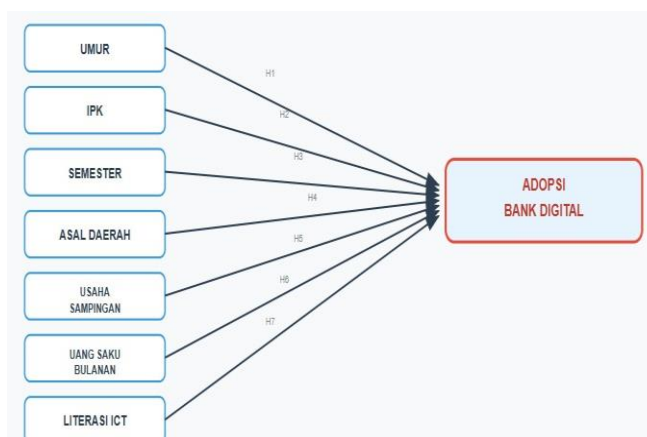 UMUR
H1
IPK
H2
SEMESTER
H3
ASAL DAERAH
H4
USAHA
SAMPINGAN
H5
UANG SAKU
BULANAN
H6
LITERASI ICT
H7
ADOPSI
BANK DIGITAL